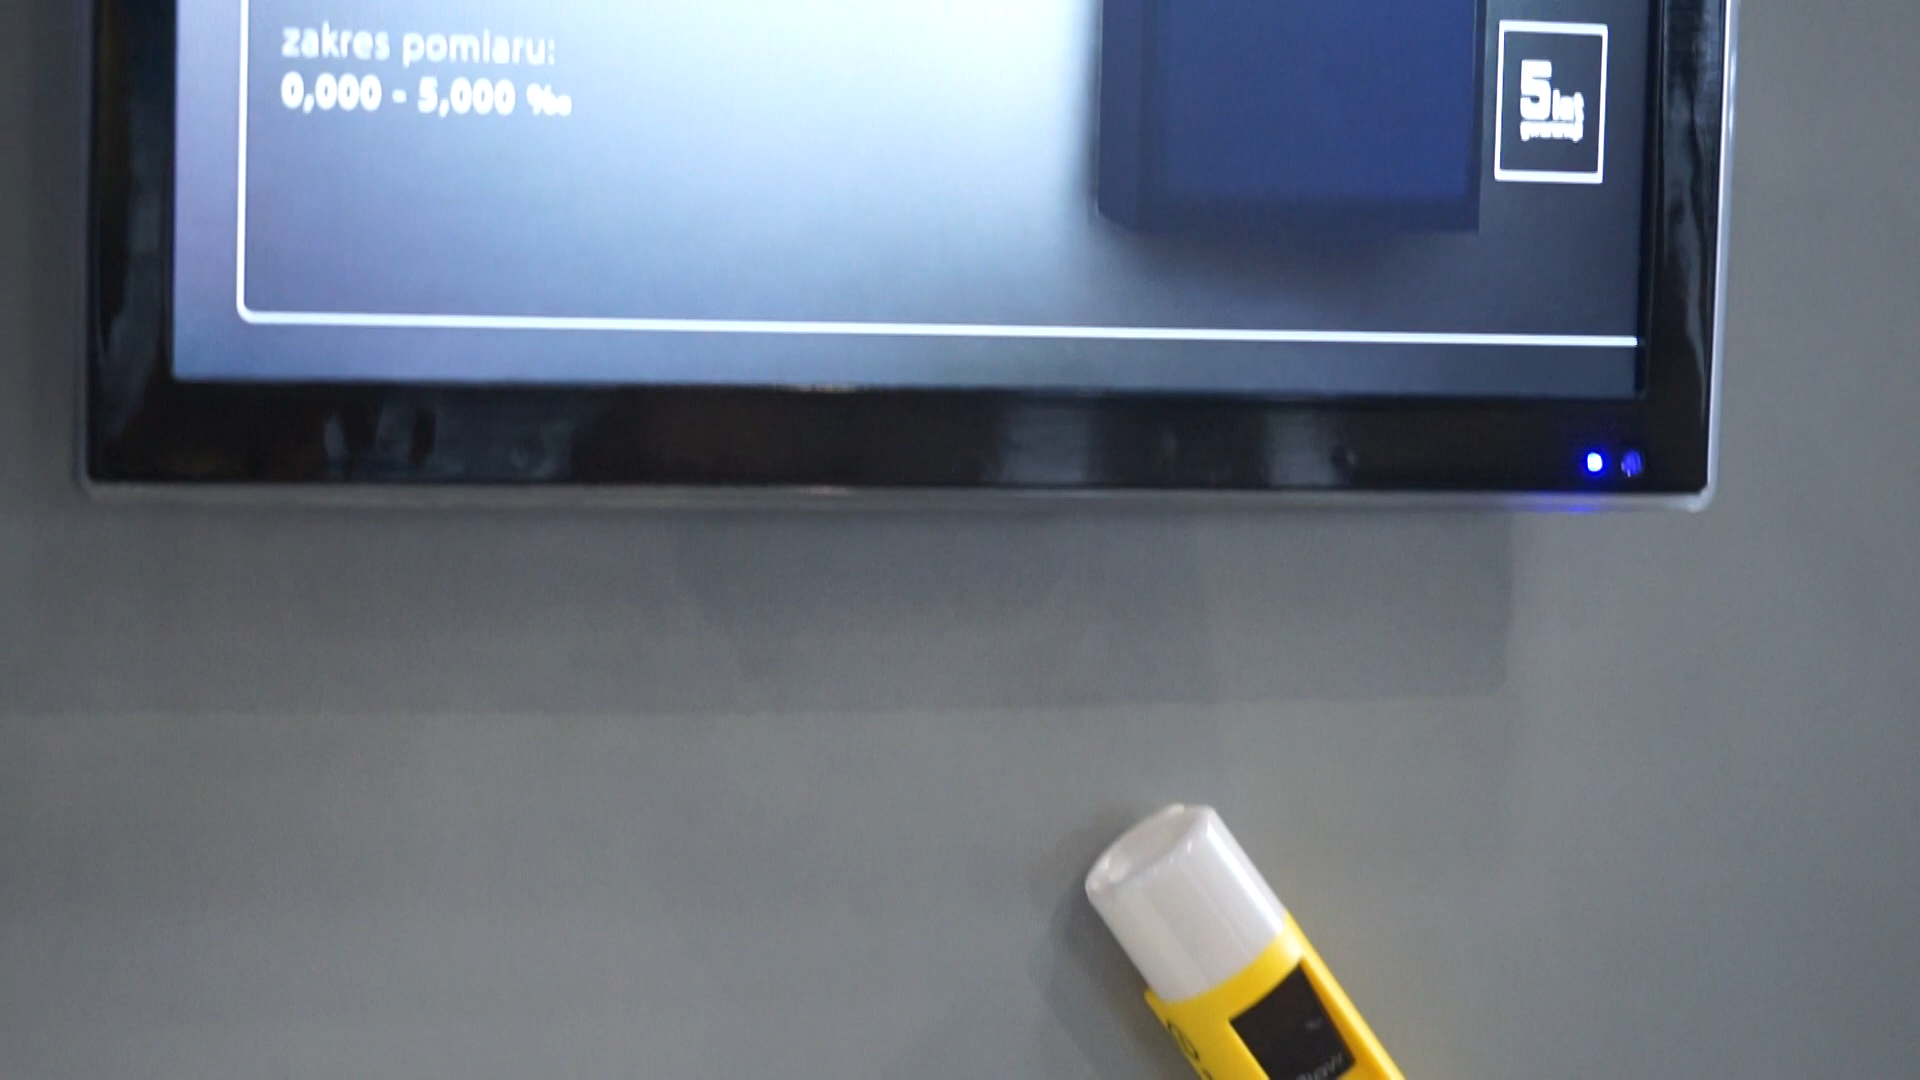 zakres pomiaru:
0,000 - 5,000 ‰
5 lat